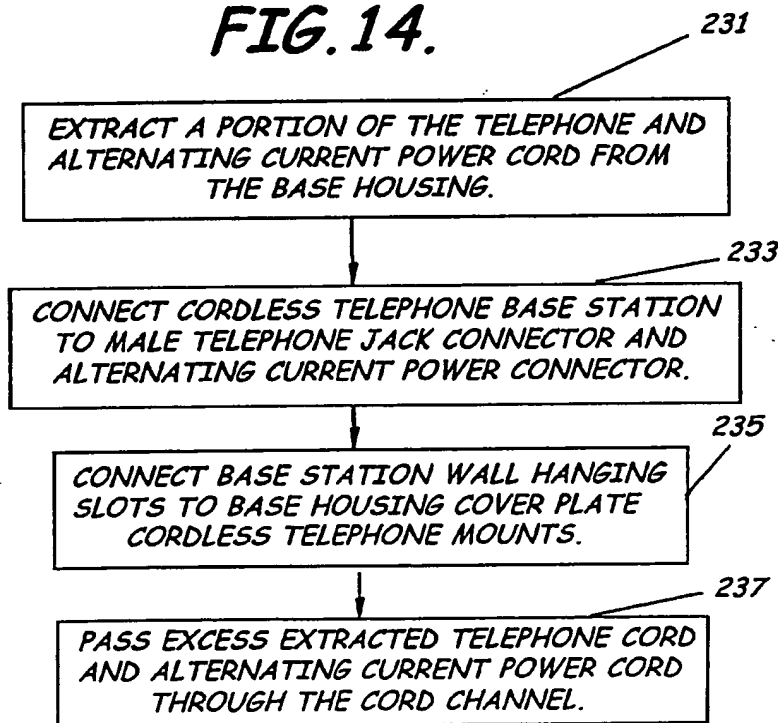 FIG. 14.
231
EXTRACT A PORTION OF THE TELEPHONE AND
ALTERNATING CURRENT POWER CORD FROM
THE BASE HOUSING.
233
CONNECT CORDLESS TELEPHONE BASE STATION
TO MALE TELEPHONE JACK CONNECTOR AND
ALTERNATING CURRENT POWER CONNECTOR.
235
CONNECT BASE STATION WALL HANGING
SLOTS TO BASE HOUSING COVER PLATE
CORDLESS TELEPHONE MOUNTS.
237
PASS EXCESS EXTRACTED TELEPHONE CORD
AND ALTERNATING CURRENT POWER CORD
THROUGH THE CORD CHANNEL.